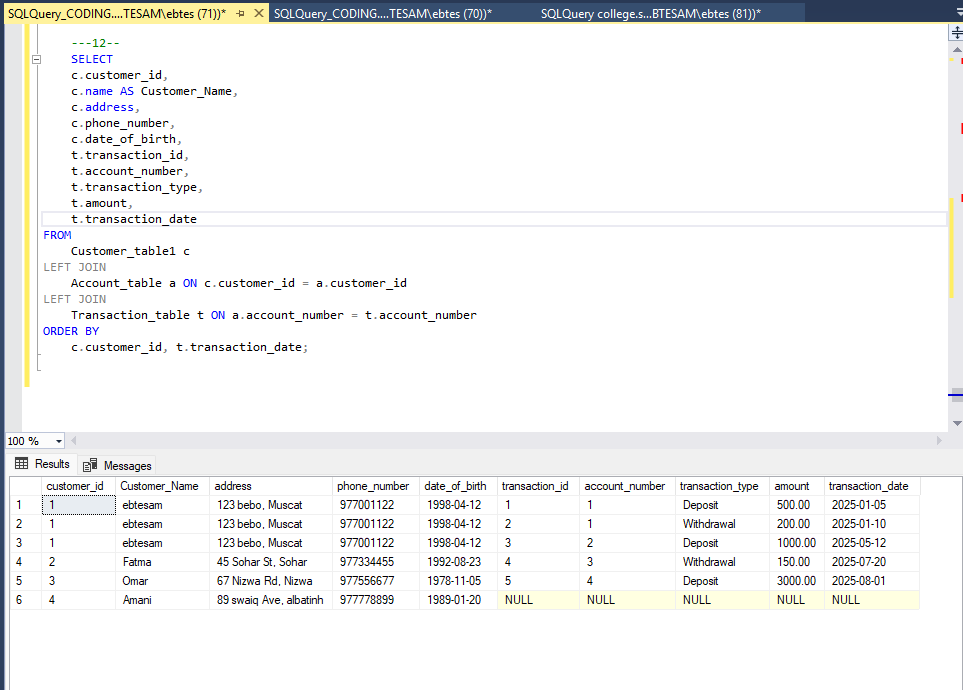 SQLQuery_CODING....TESAM\ebtes (71))* SQLQuery_CODING....TESAM\ebtes (70))* SQLQuery college.s...BTESAM\ebtes (81))*
---12--
SELECT
c.customer_id,
c.name AS Customer_Name,
c.address,
c.phone_number,
c.date_of_birth,
t.transaction_id,
t.account_number,
t.transaction_type,
t.amount,
t.transaction_date
FROM
Customer_table1 c
LEFT JOIN
Account_table a ON c.customer_id = a.customer_id
LEFT JOIN
Transaction_table t ON a.account_number = t.account_number
ORDER BY
c.customer_id, t.transaction_date;
100 %
Results Messages
customer_id Customer_Name address phone_number date_of_birth transaction_id account_number transaction_type amount transaction_date
1 1 ebtesam 123 bebo, Muscat 977001122 1998-04-12 1 1 Deposit 500.00 2025-01-05
2 1 ebtesam 123 bebo, Muscat 977001122 1998-04-12 2 1 Withdrawal 200.00 2025-01-10
3 1 ebtesam 123 bebo, Muscat 977001122 1998-04-12 3 2 Deposit 1000.00 2025-05-12
4 2 Fatma 45 Sohar St, Sohar 977334455 1992-08-23 4 3 Withdrawal 150.00 2025-07-20
5 3 Omar 67 Nizwa Rd, Nizwa 977556677 1978-11-05 5 4 Deposit 3000.00 2025-08-01
6 4 Amani 89 swaiq Ave, albatinh 977778899 1989-01-20 NULL NULL NULL NULL NULL